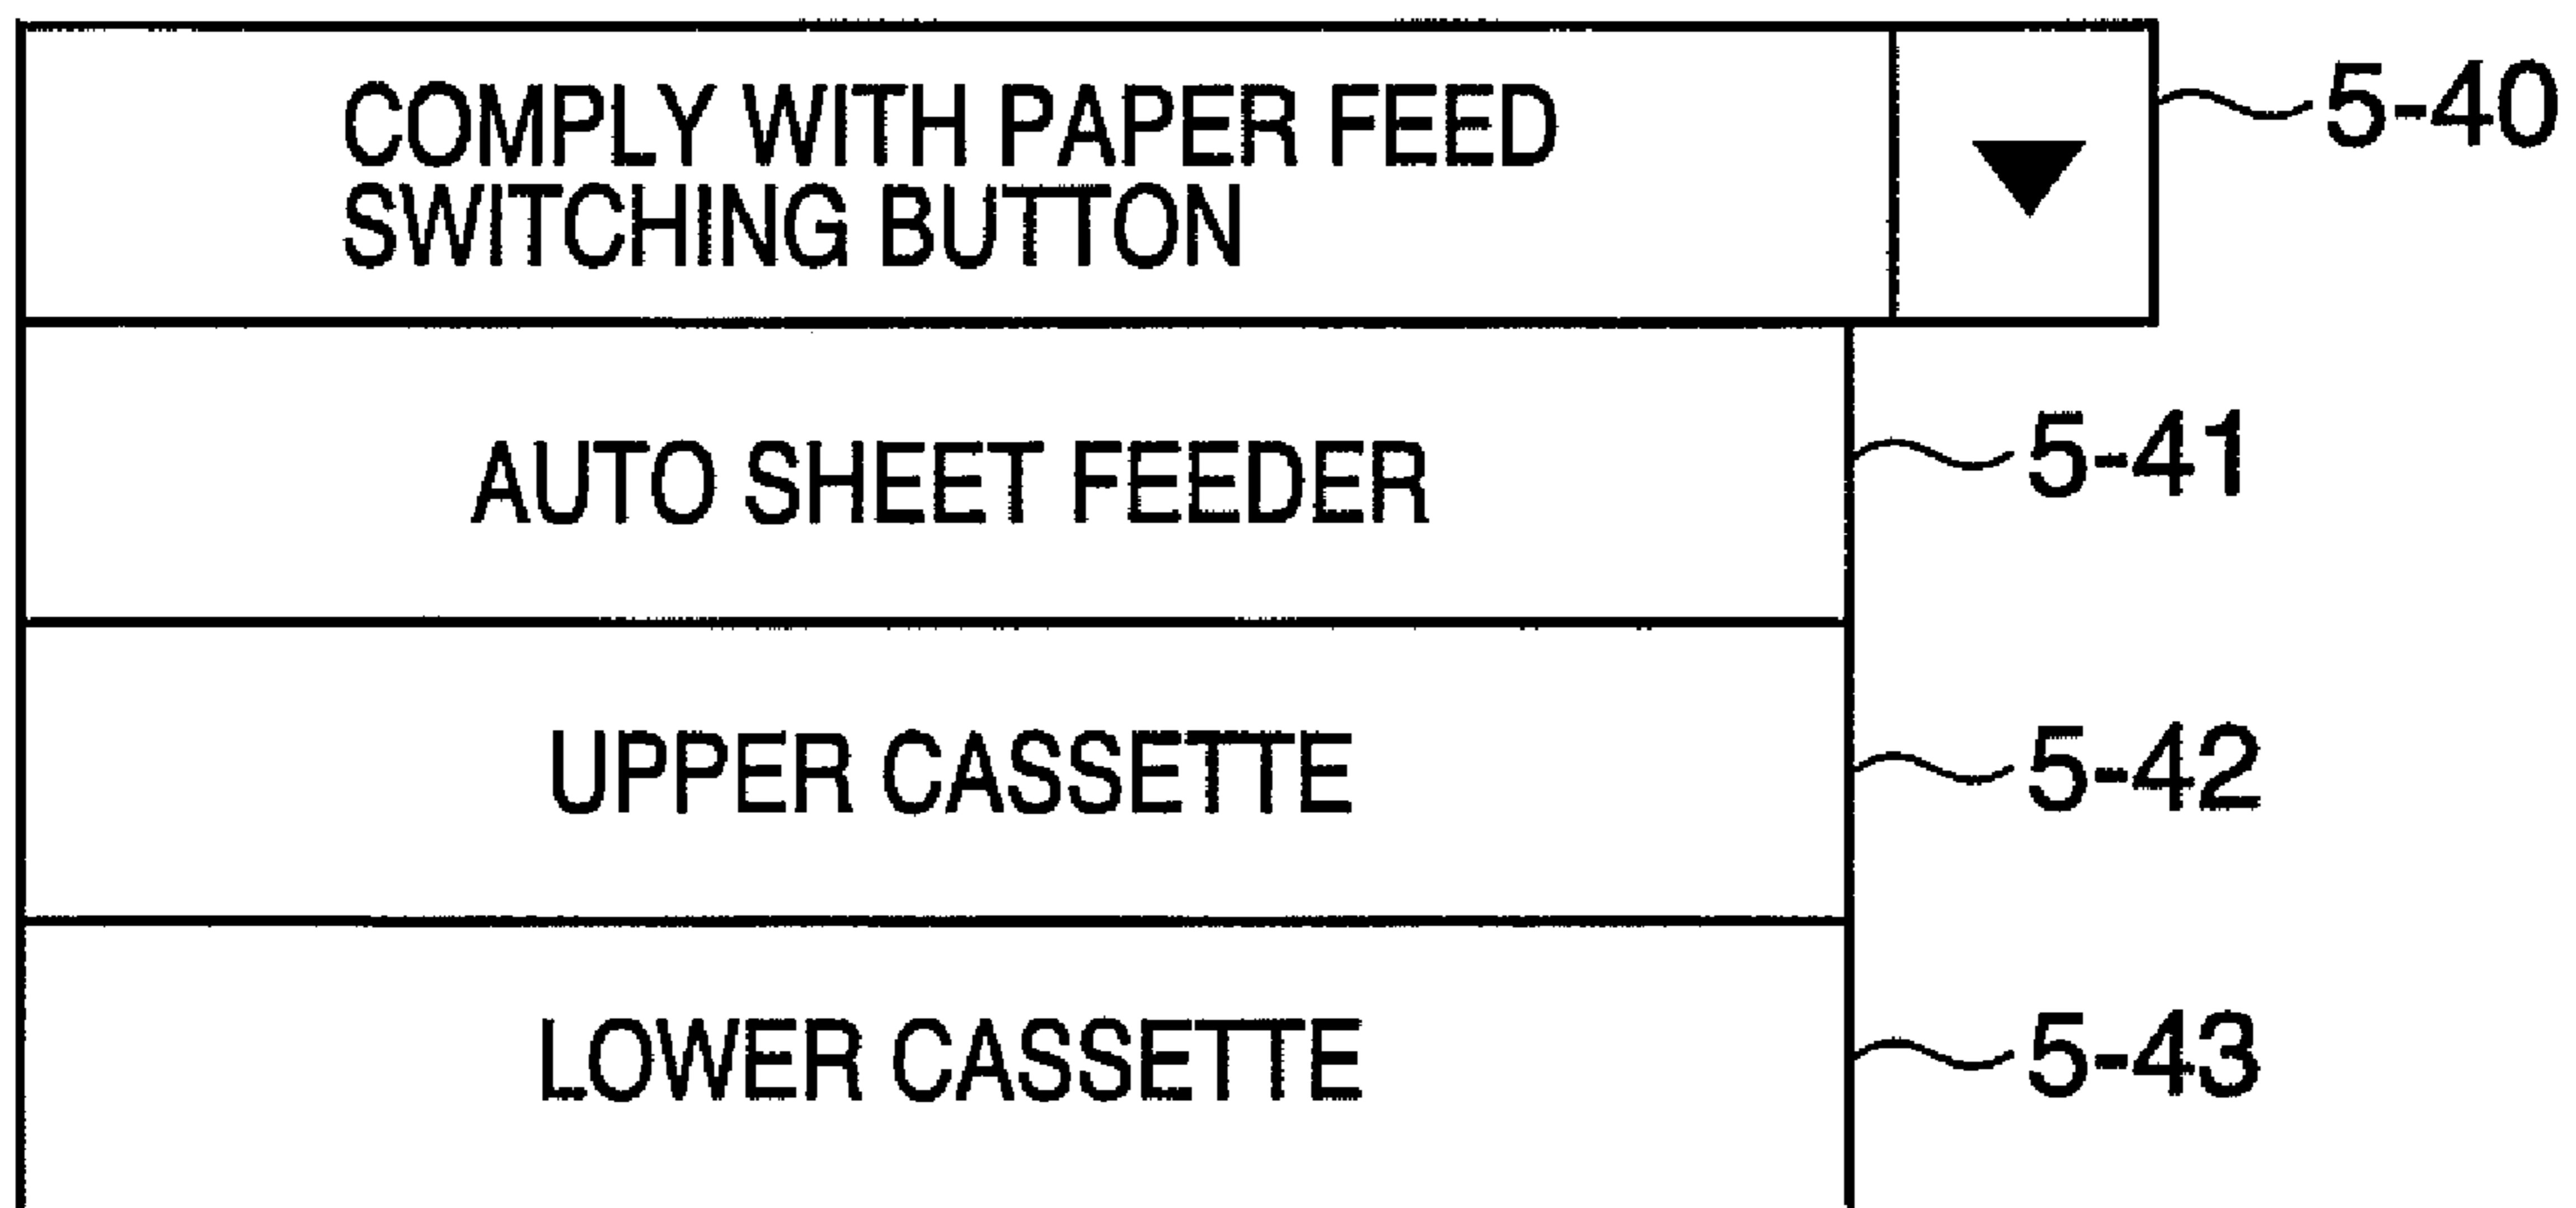 COMPLY WITH PAPER FEED
SWITCHING BUTTON
5-40
AUTO SHEET FEEDER
5-41
UPPER CASSETTE
5-42
LOWER CASSETTE
5-43